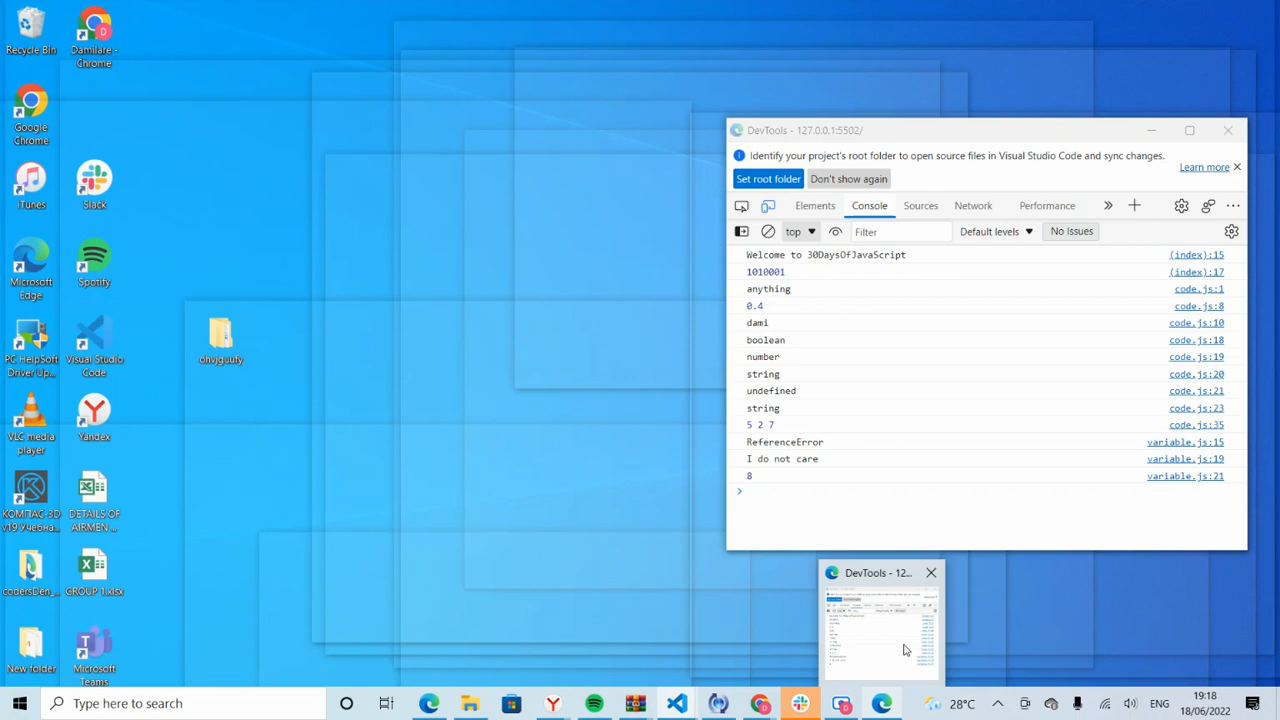 Recycle Bin
Damilare - Chrome
Google Chrome
iTunes
Slack
Microsoft Edge
Spotify
ohvjguufy
PC HelpSoft Driver Up...
Visual Studio Code
VLC media player
Yandex
КОМПАС-3D v19 Учебна...
DETAILS OF AIRMEN ...
codersDen_...
GROUP 1.xlsx
New folder
Microsoft Teams
DevTools - 127.0.0.1:5502/
Identify your project's root folder to open source files in Visual Studio Code and sync changes.
Learn more
Set root folder Don't show again
Elements Console Sources Network Performance
top Filter Default levels No Issues
Welcome to 30DaysOfJavaScript (index):15
1010001 (index):17
anything code.js:1
0.4 code.js:8
dami code.js:10
boolean code.js:18
number code.js:19
string code.js:20
undefined code.js:21
string code.js:23
5 2 7 code.js:35
ReferenceError variable.js:15
I do not care variable.js:19
8 variable.js:21
DevTools - 12...
Type here to search
28°C
ENG
19:18
18/06/2022